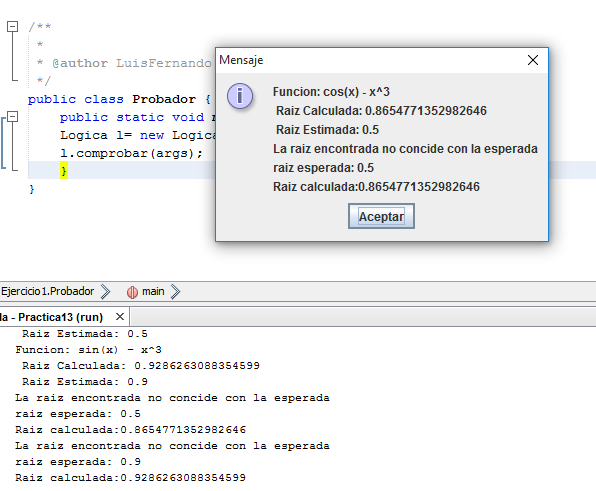 /**
*
* @author LuisFernando
*/
public class Probador {
public static void
Logica l= new Logica
l.comprobar(args);
}
}
Mensaje
Funcion: cos(x) - x^3
Raiz Calculada: 0.8654771352982646
Raiz Estimada: 0.5
La raiz encontrada no concide con la esperada
raiz esperada: 0.5
Raiz calculada:0.8654771352982646
Aceptar
Ejercicio1.Probador
main
la - Practica13 (run)
Raiz Estimada: 0.5
Funcion: sin(x) - x^3
Raiz Calculada: 0.9286263088354599
Raiz Estimada: 0.9
La raiz encontrada no concide con la esperada
raiz esperada: 0.5
Raiz calculada:0.8654771352982646
La raiz encontrada no concide con la esperada
raiz esperada: 0.9
Raiz calculada:0.9286263088354599